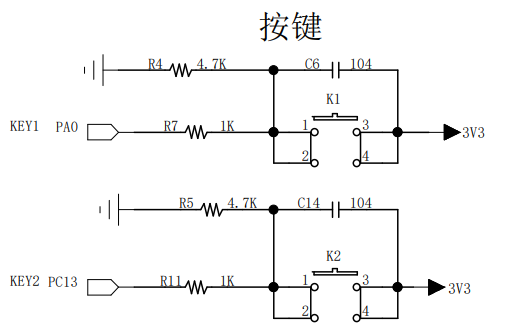 按键
R4 4.7K C6 104
K1
KEY1 PA0 R7 1K 1 3 3V3
2 4
R5 4.7K C14 104
K2
KEY2 PC13 R11 1K 1 3 3V3
2 4